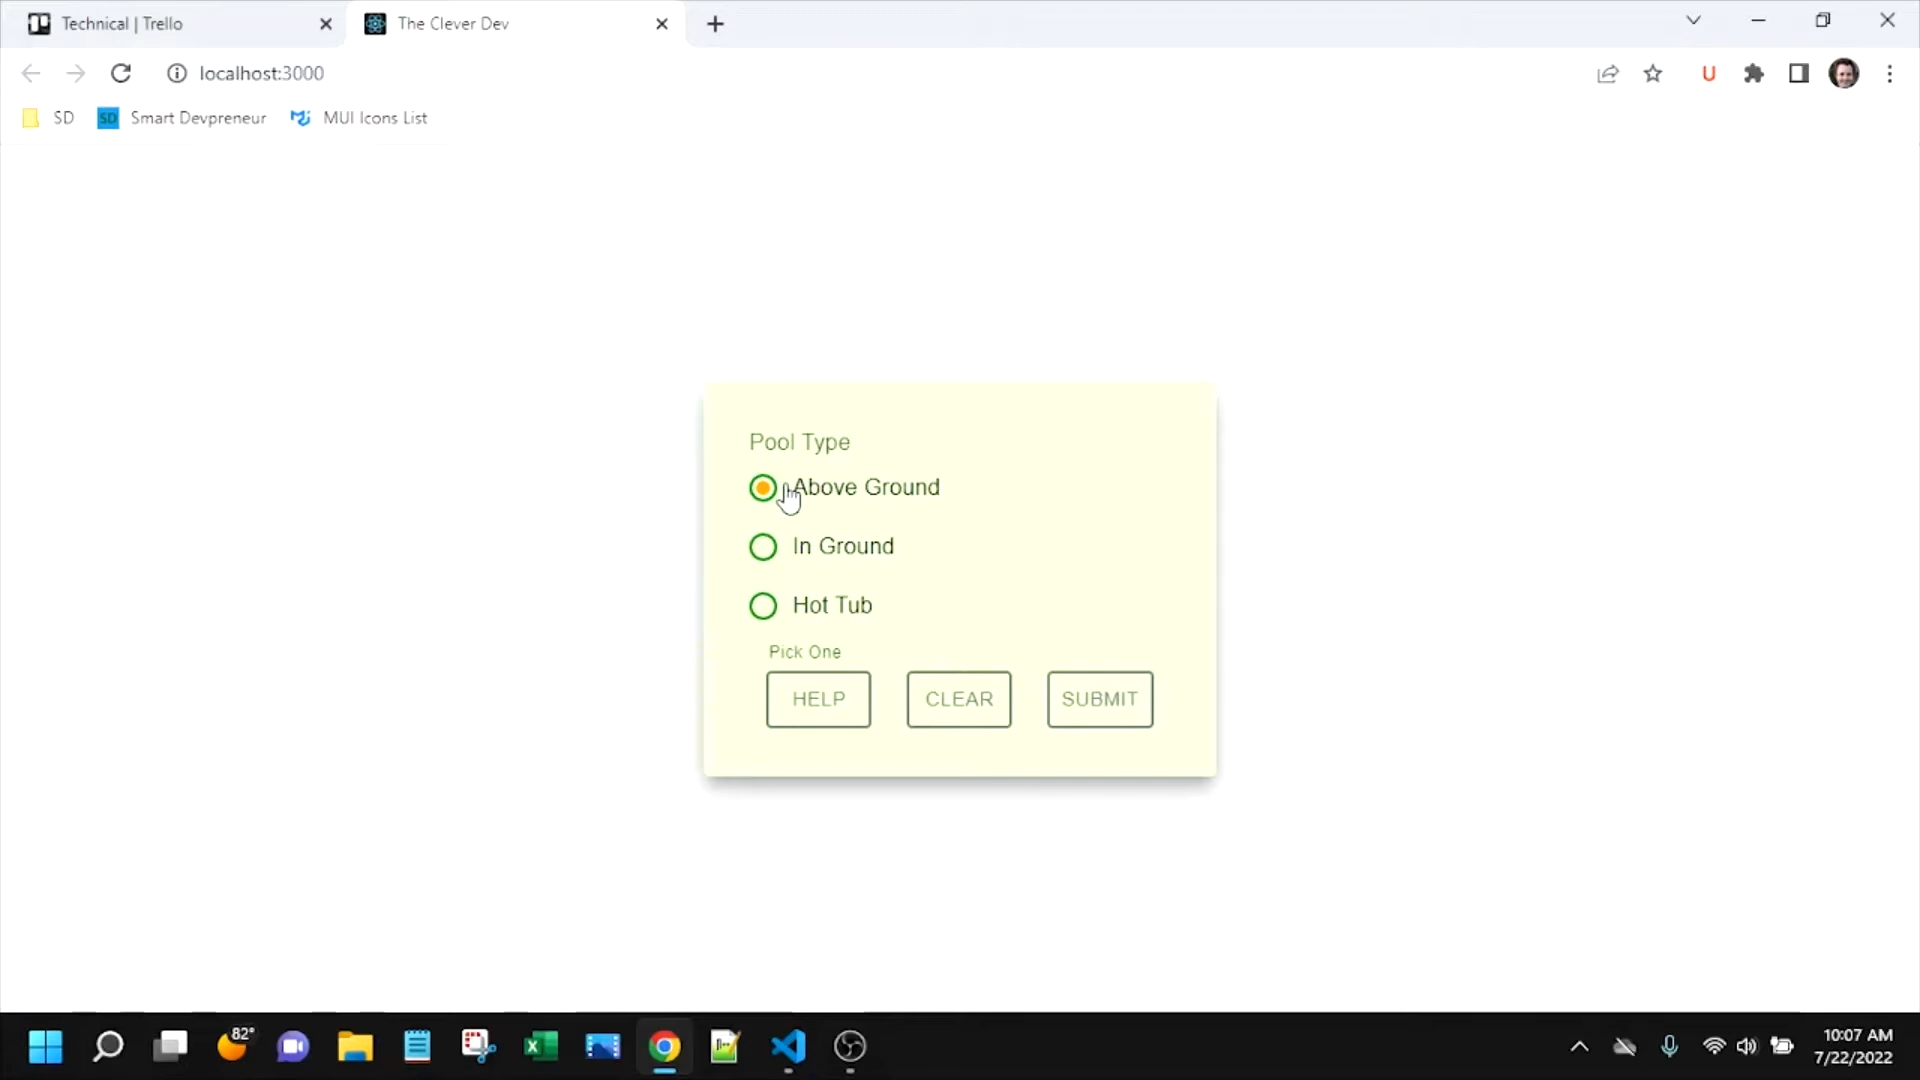 Technical | Trello
The Clever Dev
localhost:3000
U
SD
SD Smart Devpreneur
MUI Icons List
Pool Type
Above Ground
In Ground
Hot Tub
Pick One
HELP
CLEAR
SUBMIT
82°
10:07 AM
7/22/2022